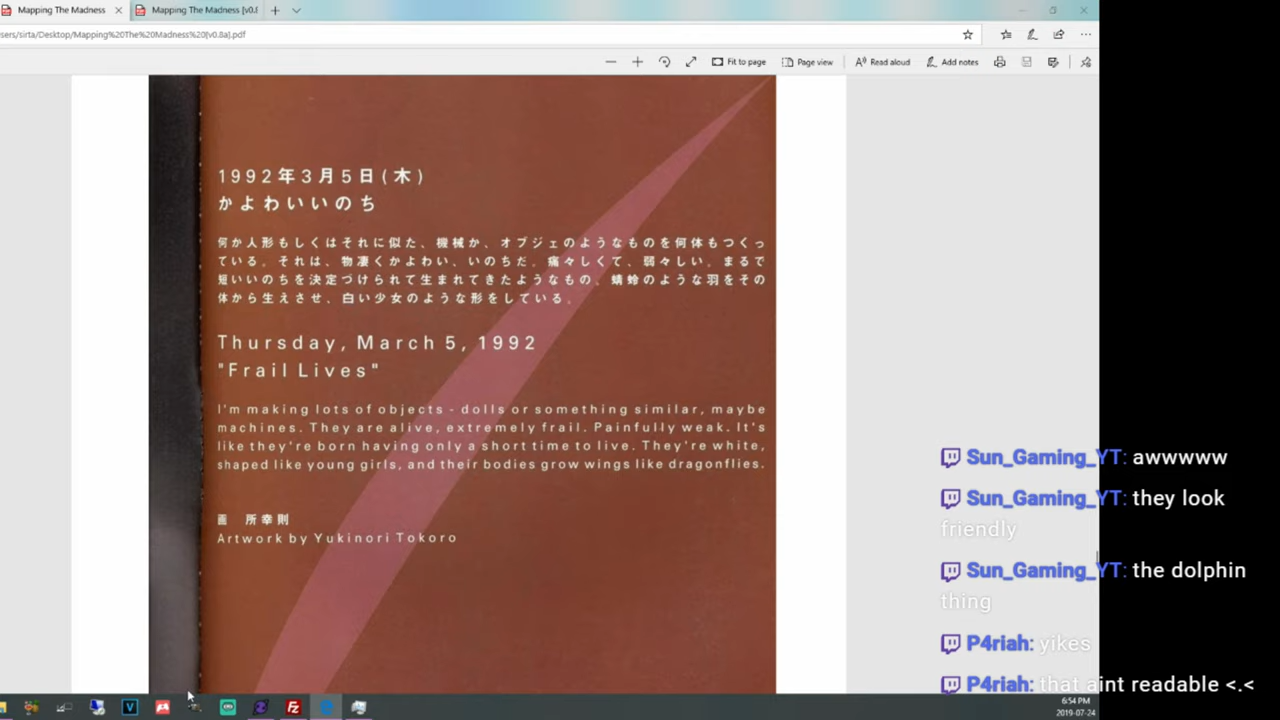 Mapping The Madness
Mapping The Madness [v0.8
ers/sirta/Desktop/Mapping%20The%20Madness%20[v0.8a].pdf
Fit to page
Page view
Read aloud
Add notes
1992年3月5日(木)
かよわいいのち
何か人形もしくはそれに似た、機械か、オブジェのようなものを何体もつくっ
ている。それは、物凄くかよわい、いのちだ。痛々しくて、弱々しい。まるで
短いいのちを決定づけられて生まれてきたようなもの。蜻蛉のような羽をその
体から生えさせ、白い少女のような形をしている。
Thursday, March 5, 1992
"Frail Lives"
I'm making lots of objects - dolls or something similar, maybe
machines. They are alive, extremely frail. Painfully weak. It's
like they're born having only a short time to live. They're white,
shaped like young girls, and their bodies grow wings like dragonflies.
画 所幸則
Artwork by Yukinori Tokoro
Sun_Gaming_YT: awwwww
Sun_Gaming_YT: they look
friendly
Sun_Gaming_YT: the dolphin
thing
P4riah: yikes
P4riah: that aint readable <.<
6:54 PM
2019-07-24